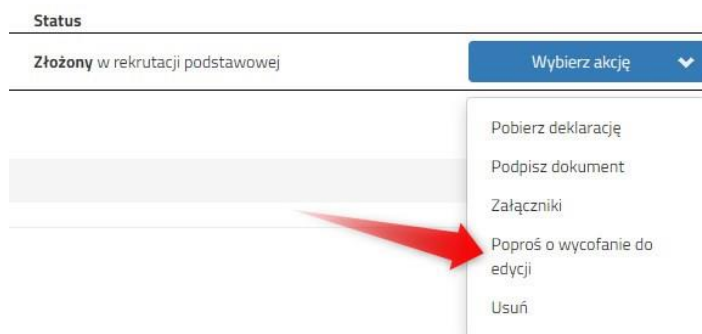 Status
Złożony w rekrutacji podstawowej
Wybierz akcję
Pobierz deklarację
Podpisz dokument
Załączniki
Poproś o wycofanie do
edycji
Usuń